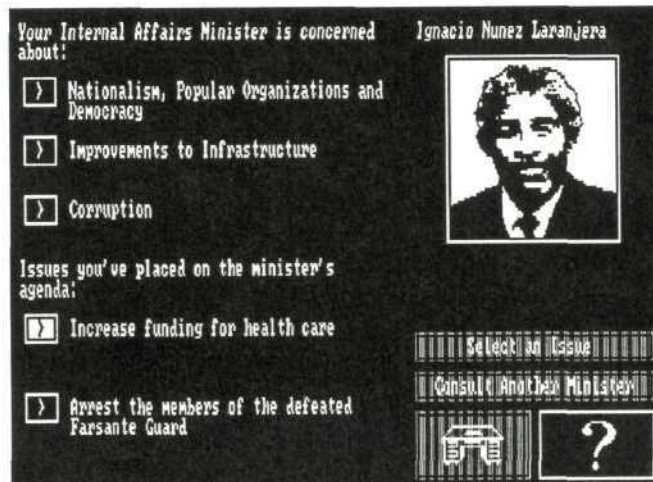 Your Internal Affairs Minister is concerned
about:
Ignacio Nunez Laranjera
> Nationalism, Popular Organizations and
Democracy
> Improvements to Infrastructure
> Corruption
Issues you've placed on the minister's
agenda:
> Increase funding for health care
> Arrest the members of the defeated
Farsante Guard
Select an Issue
Consult Another Minister
?